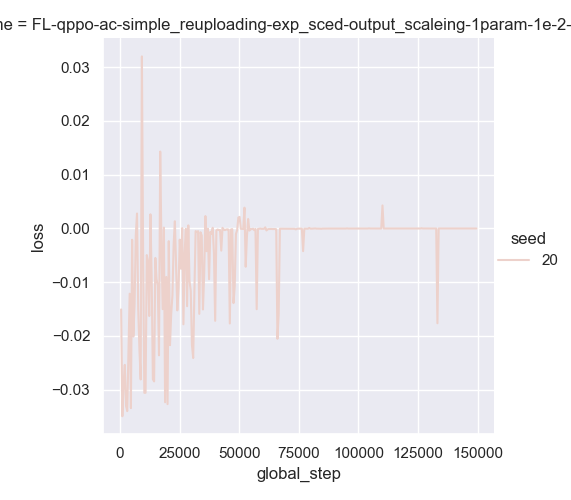 ne = FL-qppo-ac-simple_reuploading-exp_sced-output_scaleing-1param-1e-2-
0.03
0.02
0.01
0.00
−0.01
−0.02
−0.03
loss
0 25000 50000 75000 100000 125000 150000
global_step
seed
20